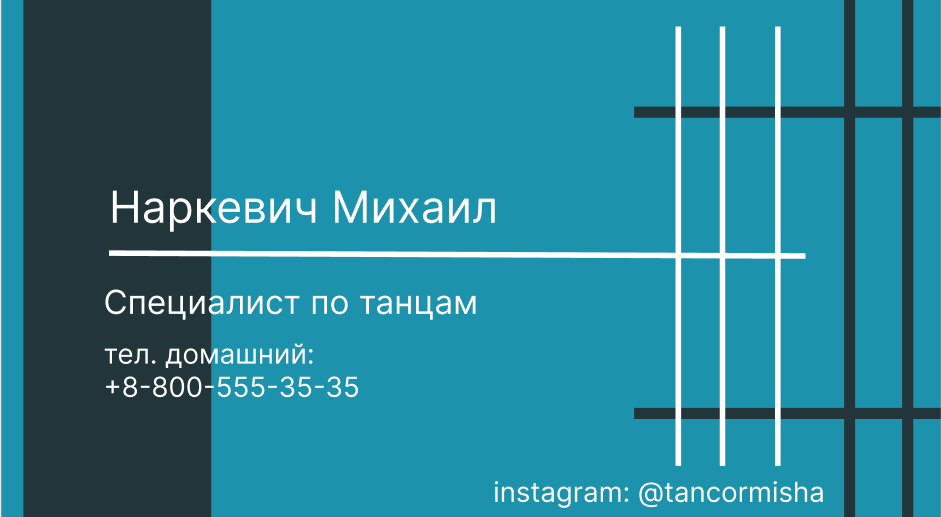 Наркевич Михаил
Специалист по танцам
тел. домашний:
+8-800-555-35-35
instagram: @tancormisha